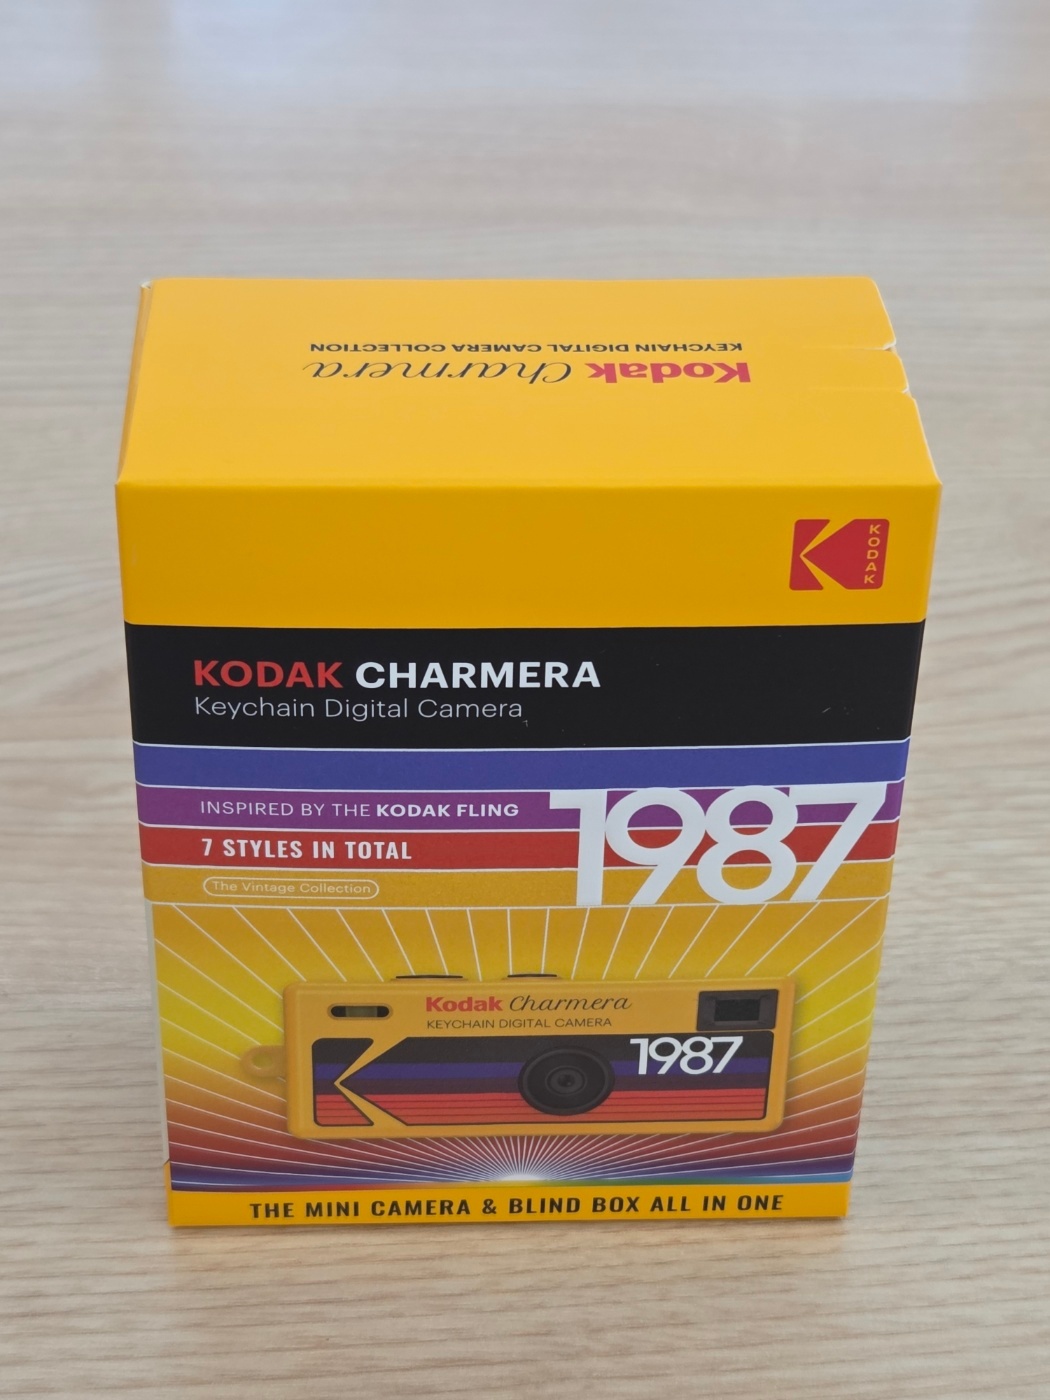 Kodak Charmera
KEYCHAIN DIGITAL CAMERA COLLECTION
KODAK
KODAK CHARMERA
Keychain Digital Camera
INSPIRED BY THE KODAK FLING
1987
7 STYLES IN TOTAL
The Vintage Collection
Kodak Charmera
KEYCHAIN DIGITAL CAMERA
1987
THE MINI CAMERA & BLIND BOX ALL IN ONE